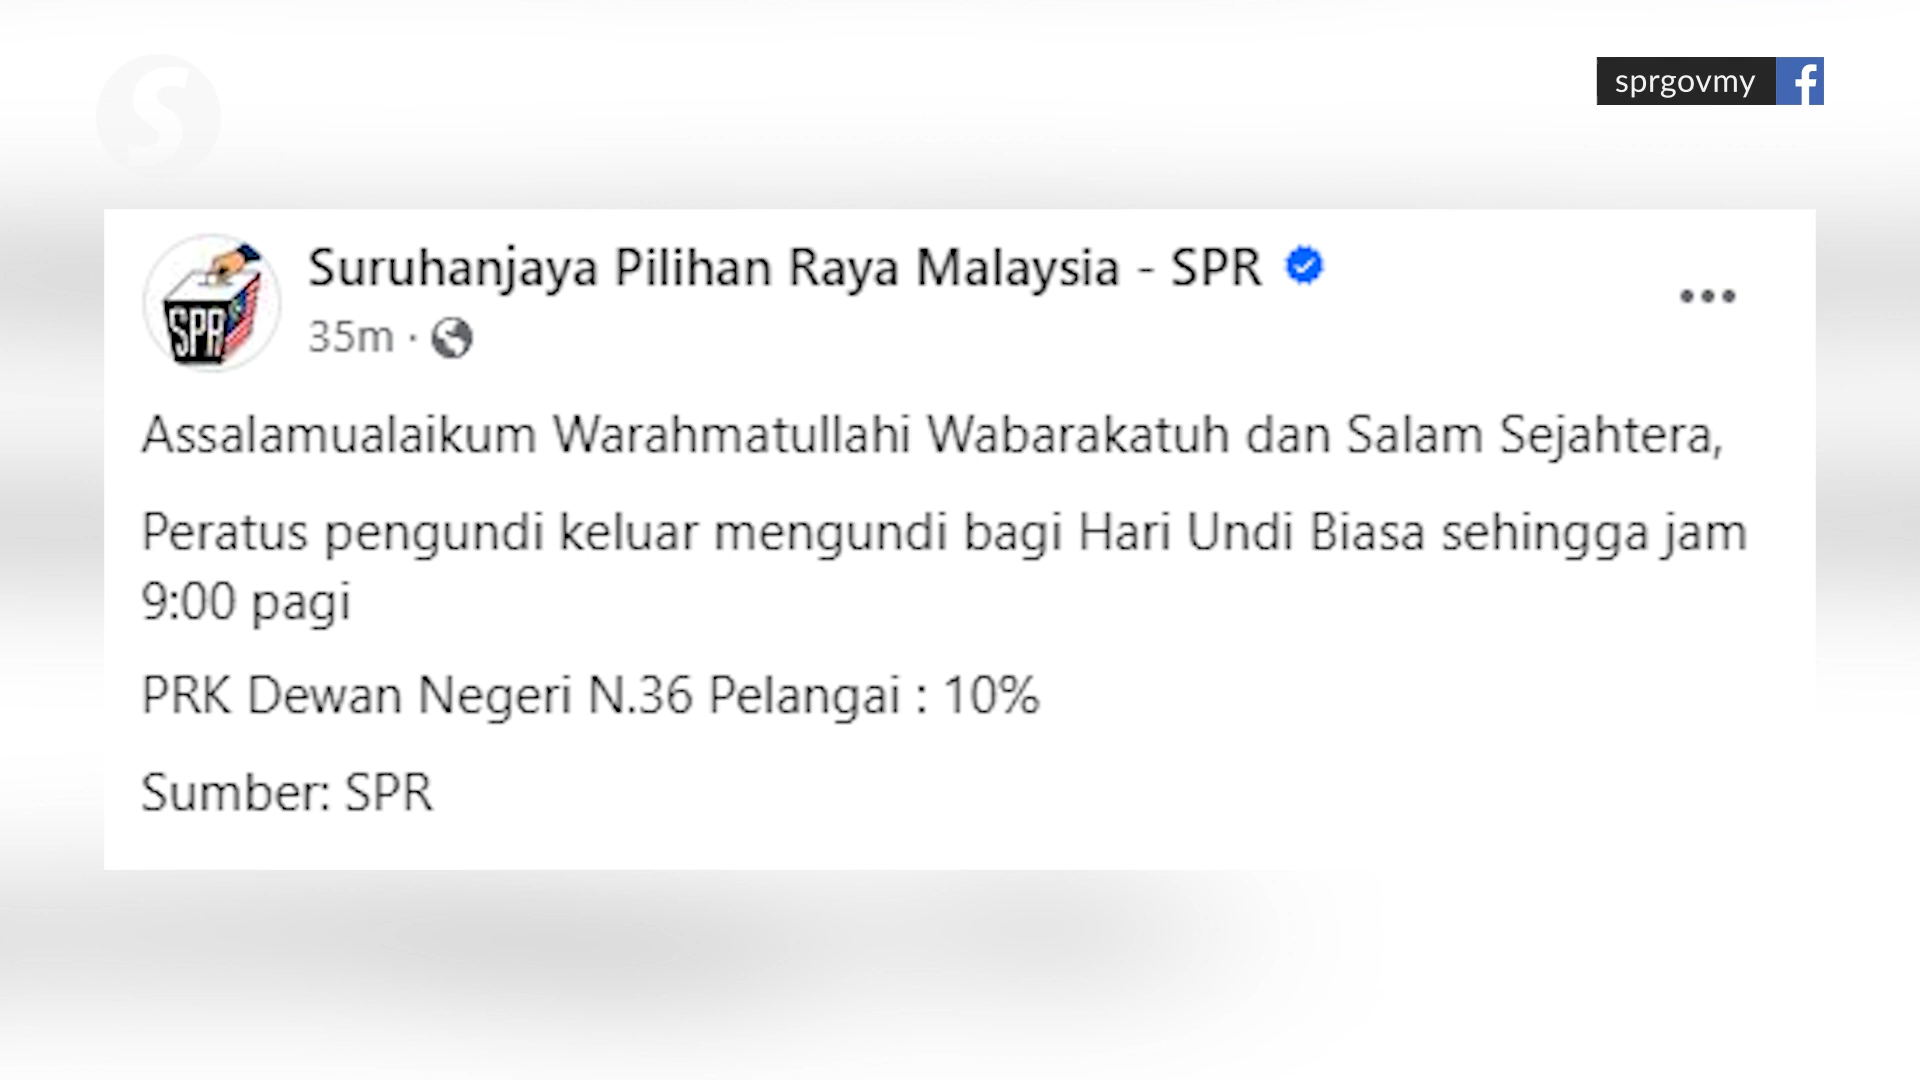 sprgovmy
Suruhanjaya Pilihan Raya Malaysia - SPR
35m ·
SPR
Assalamualaikum Warahmatullahi Wabarakatuh dan Salam Sejahtera,
Peratus pengundi keluar mengundi bagi Hari Undi Biasa sehingga jam
9:00 pagi
PRK Dewan Negeri N.36 Pelangai : 10%
Sumber: SPR